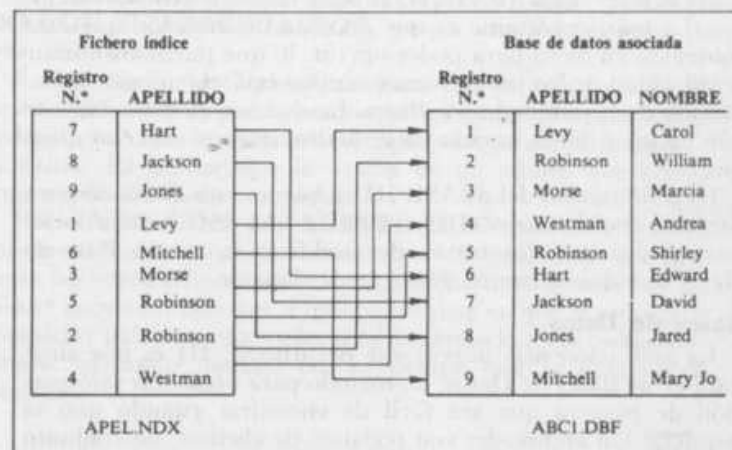 Fichero índice
Registro
N.° APELLIDO
7 Hart
8 Jackson
9 Jones
1 Levy
6 Mitchell
3 Morse
5 Robinson
2 Robinson
4 Westman
APEL.NDX
Base de datos asociada
Registro
N.° APELLIDO NOMBRE
1 Levy Carol
2 Robinson William
3 Morse Marcia
4 Westman Andrea
5 Robinson Shirley
6 Hart Edward
7 Jackson David
8 Jones Jared
9 Mitchell Mary Jo
ABC1.DBF